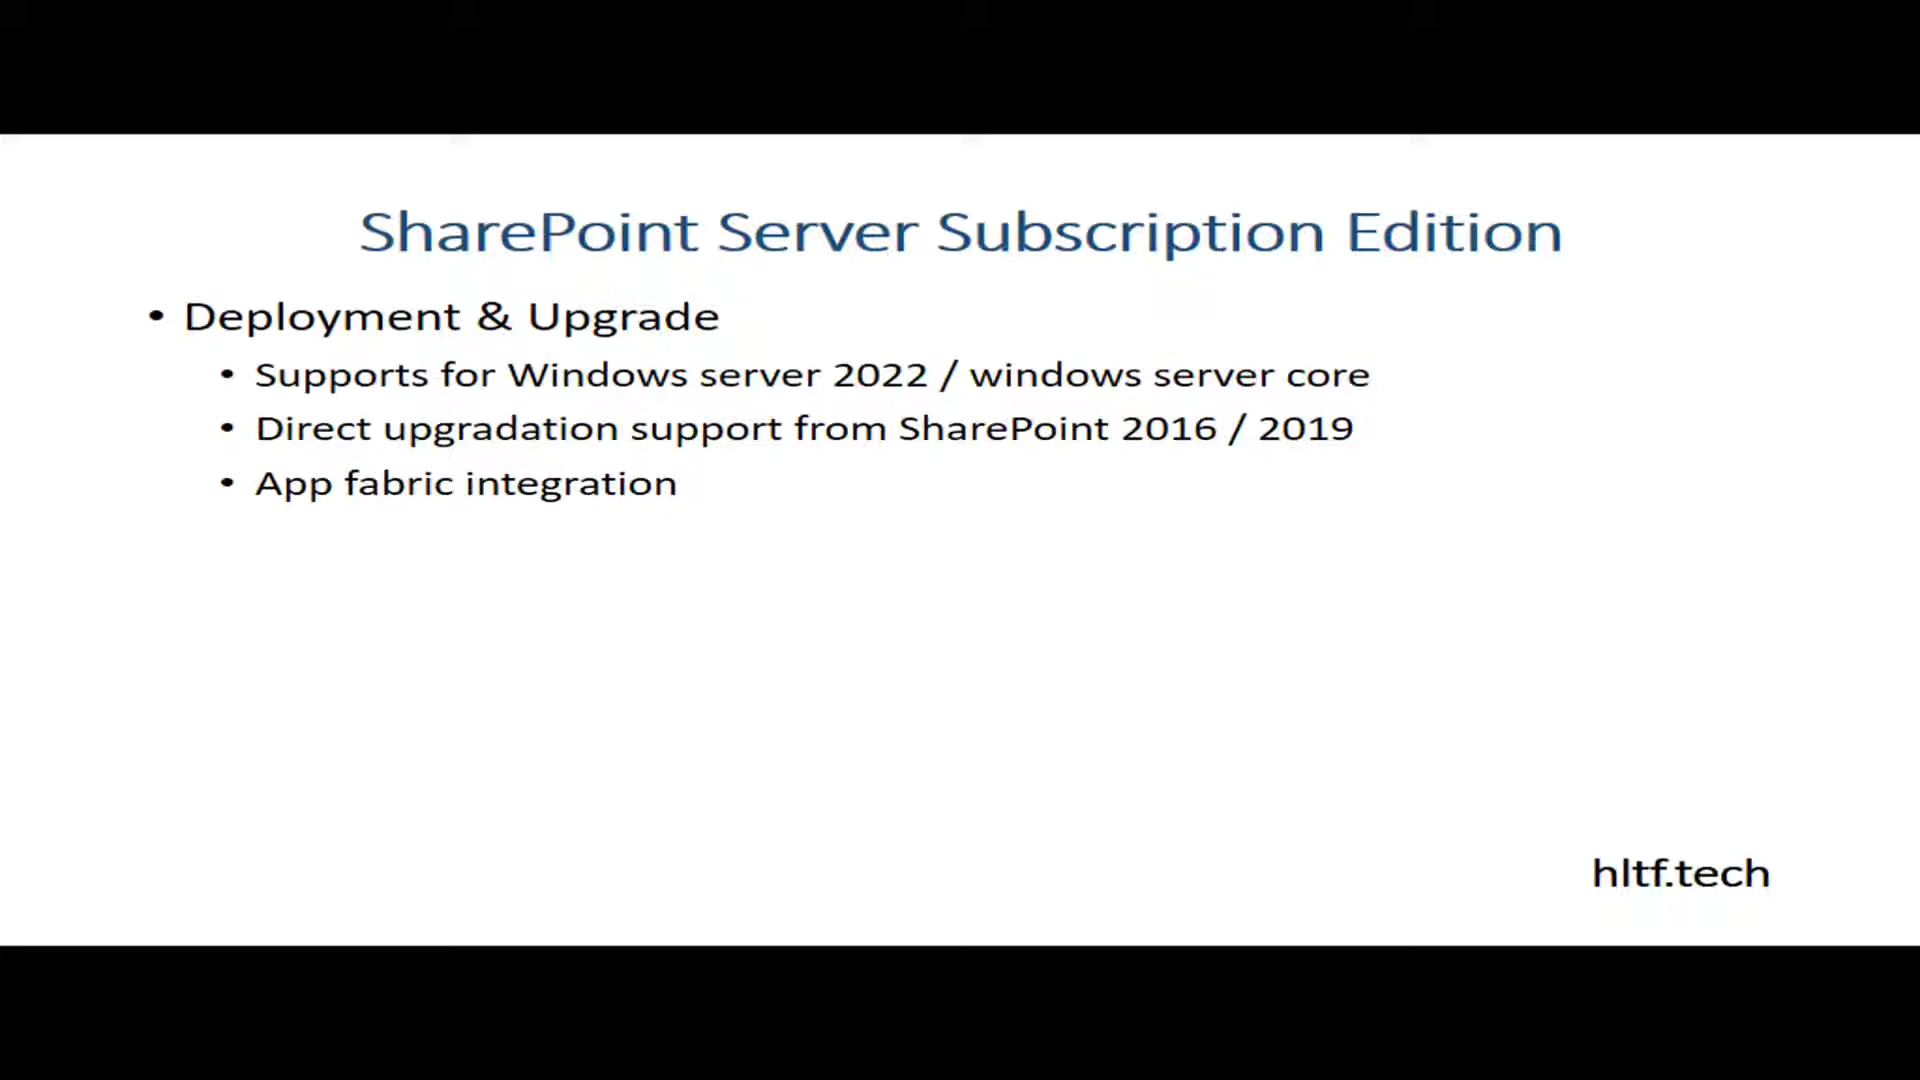 SharePoint Server Subscription Edition
• Deployment & Upgrade
• Supports for Windows server 2022 / windows server core
• Direct upgradation support from SharePoint 2016 / 2019
• App fabric integration
hltf.tech